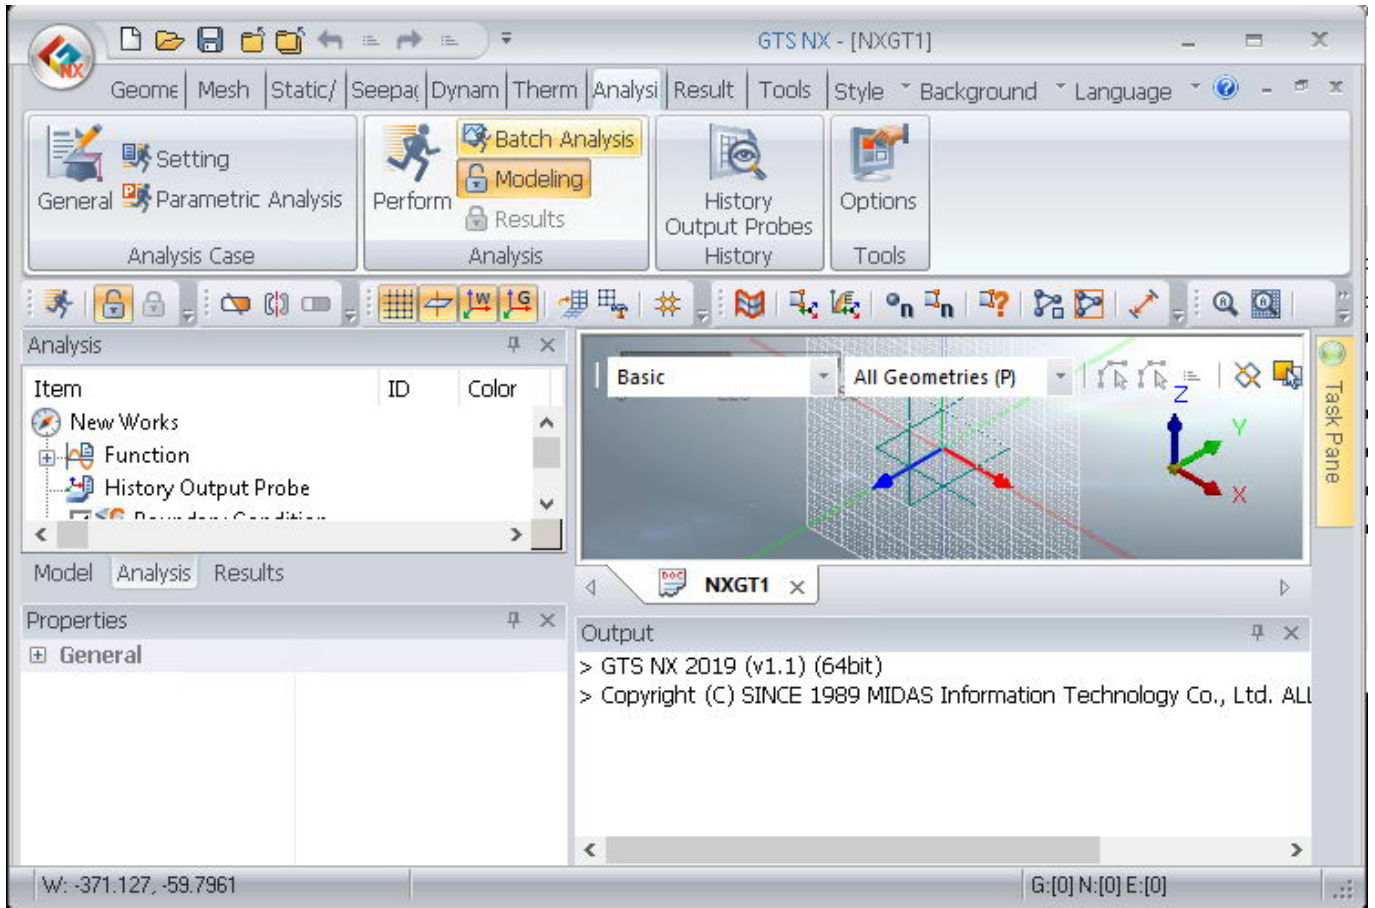 GTS NX - [NXGT1]
NX
Geome Mesh Static/ Seepag Dynam Therm Analysi Result Tools Style Background Language
General
Setting
Parametric Analysis
Analysis Case
Perform
Batch Analysis
Modeling
Results
Analysis
History
Output Probes
History
Options
Tools
Analysis
Item ID Color
New Works
Function
History Output Probe
Boundary Condition
Model Analysis Results
Properties
General
Basic
All Geometries (P)
Z
Y
X
Task Pane
NXGT1
Output
> GTS NX 2019 (v1.1) (64bit)
> Copyright (C) SINCE 1989 MIDAS Information Technology Co., Ltd. ALL
W: -371.127, -59.7961
G:[0] N:[0] E:[0]